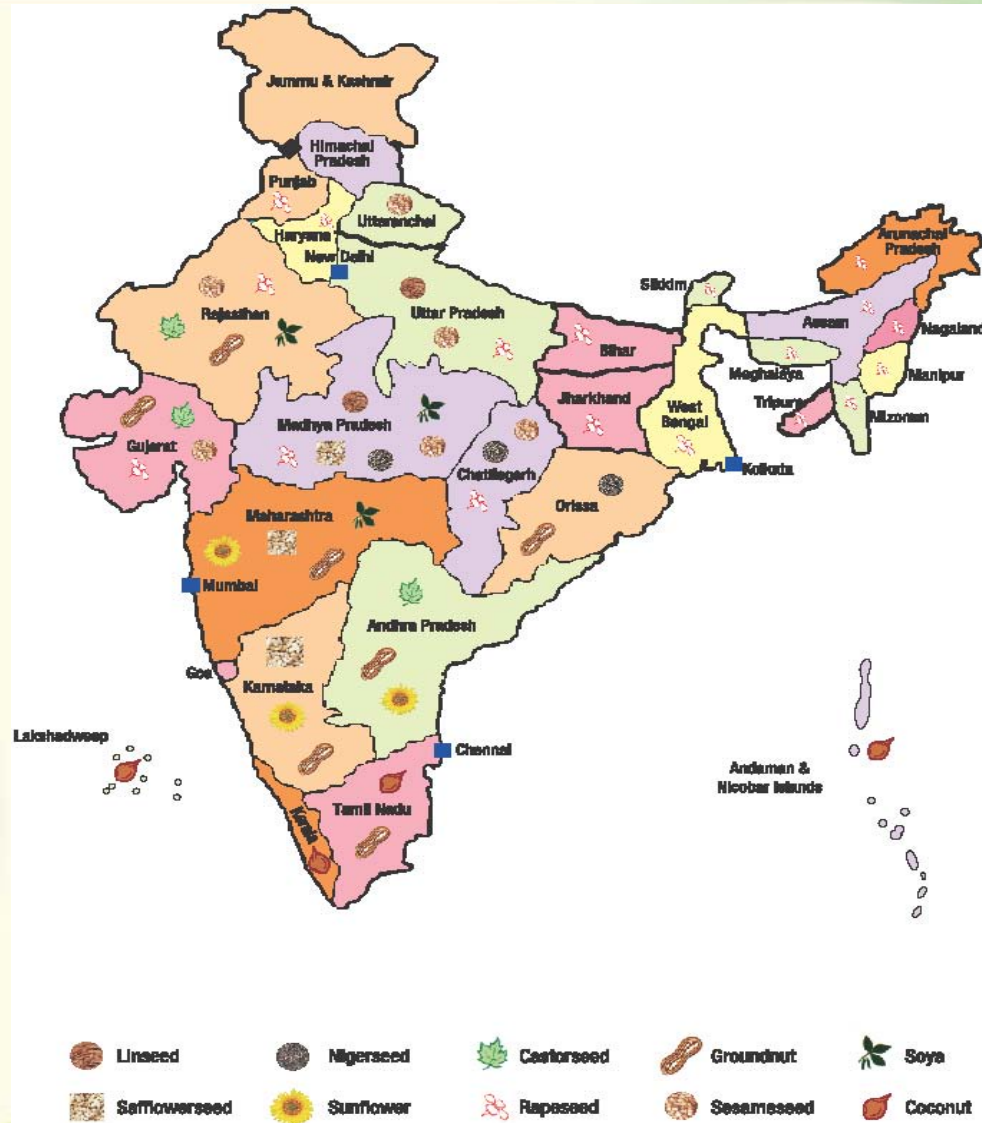 Jammu & Kashmir
Himachal
Pradesh
Punjab
Uttaranchal
Haryana
New Delhi
Arunachal
Pradesh
Sikkim
Rajasthan
Uttar Pradesh
Assam
Nagaland
Bihar
Meghalaya
Manipur
Tripura
Mizoram
Jharkhand
West
Bengal
Madhya Pradesh
Gujarat
Chattisgarh
Kolkata
Orissa
Maharashtra
Mumbai
Andhra Pradesh
Goa
Karnataka
Lakshadweep
Chennai
Andaman &
Nicobar Islands
Tamil Nadu
Kerala
Linseed
Nigerseed
Castorseed
Groundnut
Soya
Safflowerseed
Sunflower
Rapeseed
Sesameseed
Coconut